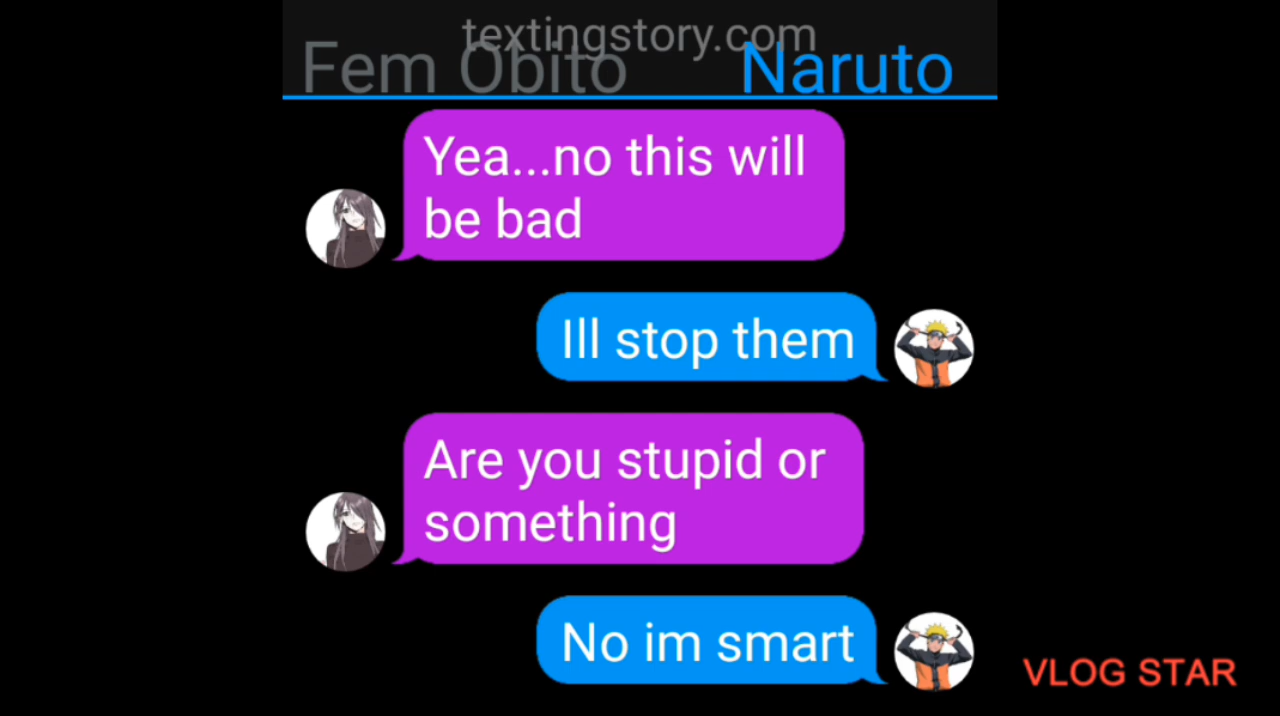 textingstory.com
Fem Obito Naruto
Yea...no this will
be bad
Ill stop them
Are you stupid or
something
No im smart
VLOG STAR